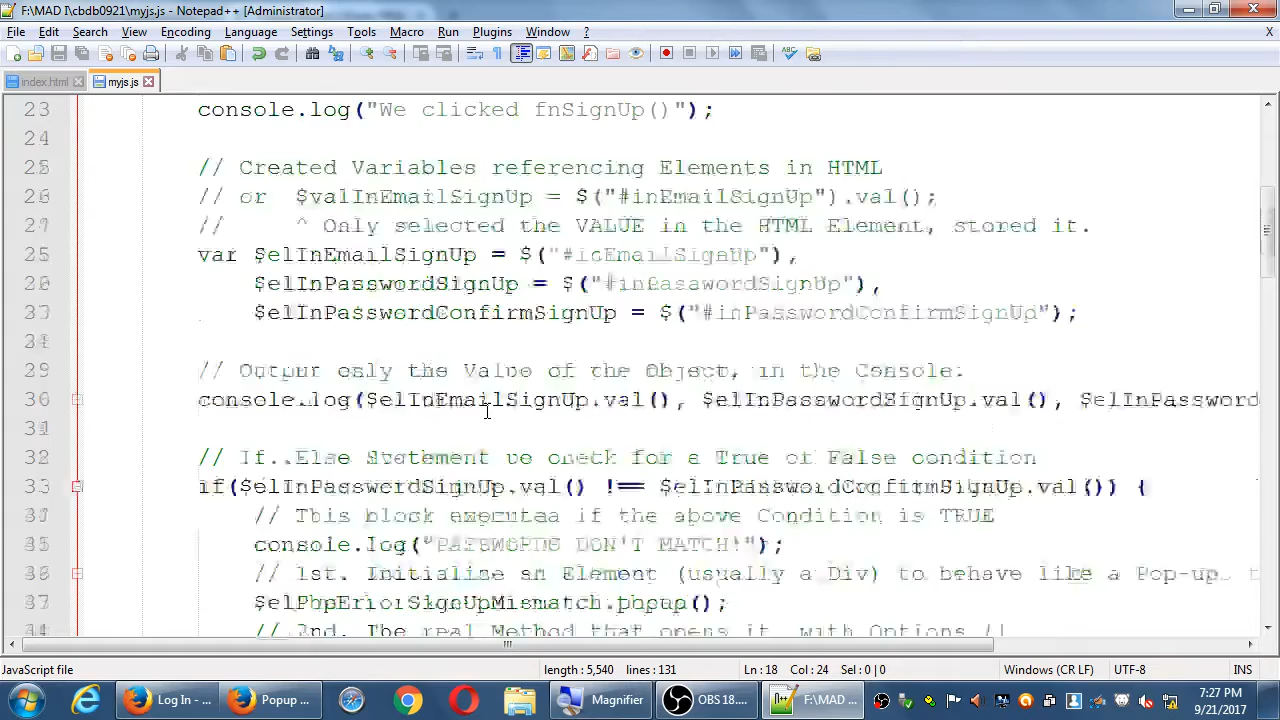 F:\MAD I\cbdb0921\myjs.js - Notepad++ [Administrator]
File Edit Search View Encoding Language Settings Tools Macro Run Plugins Window ? X
index.html myjs.js
23 console.log("We clicked fnSignUp()");
24
25 // Created Variables referencing Elements in HTML
26 // or $valInEmailSignUp = $("#inEmailSignUp").val();
27 // ^ Only selected the VALUE in the HTML Element, stored it.
var $elInEmailSignUp = $("#inEmailSignUp"),
$elInPasswordSignUp = $("#inPasswordSignUp"),
$elInPasswordConfirmSignUp = $("#inPasswordConfirmSignUp");
29 // Output only the Value of the Object, in the Console.
30 console.log($elInEmailSignUp.val(), $elInPasswordSignUp.val(), $elInPassword
32 // If..Else Statement to check for a True or False condition
33 if($elInPasswordSignUp.val() !== $elInPasswordConfirmSignUp.val()) {
// This block executes if the above Condition is TRUE
35 console.log("PASSWORDS DON'T MATCH!");
// 1st. Initialise an Element (usually a Div) to behave like a Pop-up,
37 $elPhpErrorSignUpMismatch.popup();
// 2nd. The real Method that opens it, with Options
JavaScript file length : 5,540 lines : 131 Ln : 18 Col : 24 Sel : 0 | 0 Windows (CR LF) UTF-8 INS
Log In - ... Popup ... Magnifier OBS 18.... F:\MAD ... 7:27 PM
9/21/2017